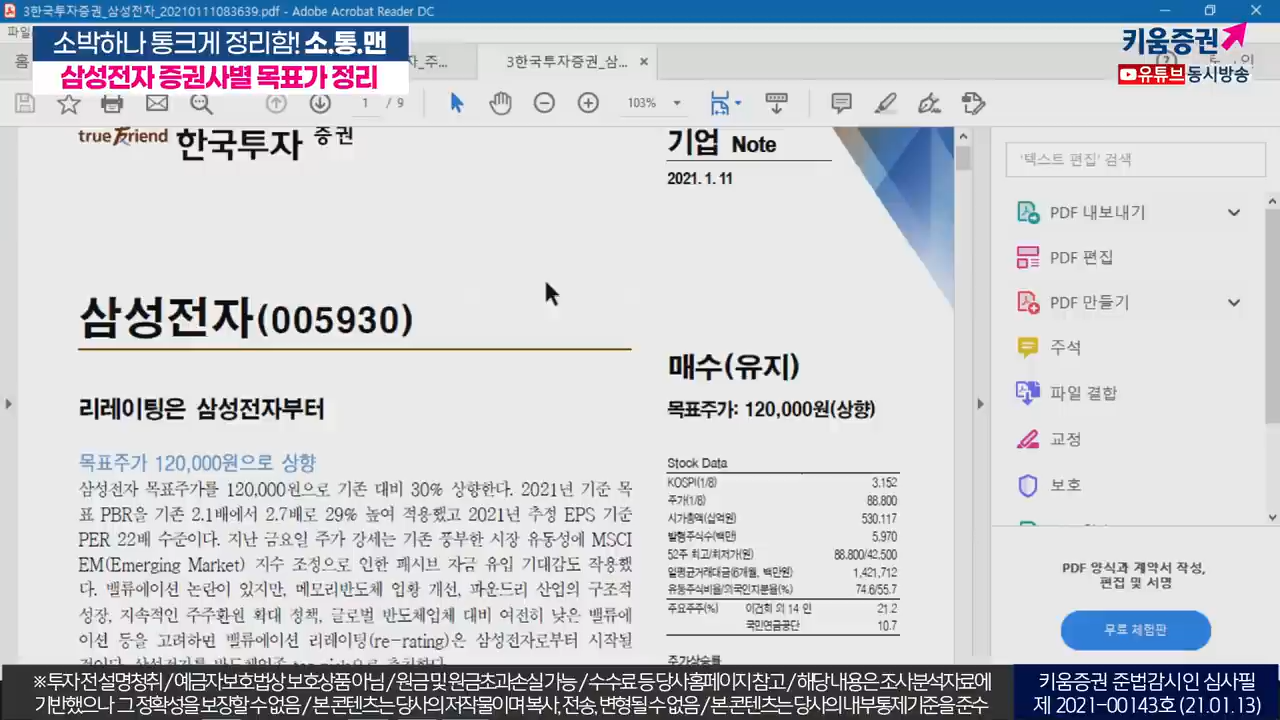 3한국투자증권_삼성전자_20210111083639.pdf - Adobe Acrobat Reader DC
소박하나 통크게 정리함! 소.통.맨
삼성전자 증권사별 목표가 정리
키움증권
유튜브동시방송
자_주...
3한국투자증권_삼...
1 / 9
103%
true Friend 한국투자 증권
기업 Note
2021. 1. 11
삼성전자(005930)
리레이팅은 삼성전자부터
목표주가 120,000원으로 상향
삼성전자 목표주가를 120,000원으로 기존 대비 30% 상향한다. 2021년 기준 목
표 PBR을 기존 2.1배에서 2.7배로 29% 높여 적용했고 2021년 추정 EPS 기준
PER 22배 수준이다. 지난 금요일 주가 강세는 기존 풍부한 시장 유동성에 MSCI
EM(Emerging Market) 지수 조정으로 인한 패시브 자금 유입 기대감도 작용했
다. 밸류에이션 논란이 있지만, 메모리반도체 업황 개선, 파운드리 산업의 구조적
성장, 지속적인 주주환원 확대 정책, 글로벌 반도체업체 대비 여전히 낮은 밸류에
이션 등을 고려하면 밸류에이션 리레이팅(re-rating)은 삼성전자로부터 시작될
매수(유지)
목표주가: 120,000원(상향)
Stock Data
KOSPI(1/8) 3,152
주가(1/8) 88,800
시가총액(십억원) 530,117
발행주식수(백만) 5,970
52주 최고/최저가(원) 88,800/42,500
일평균거래대금(6개월, 백만원) 1,421,712
유동주식비율/외국인지분율(%) 74.6/55.7
주요주주(%) 이건희 외 14 인 21.2
국민연금공단 10.7
주가상승률
'텍스트 편집' 검색
PDF 내보내기
PDF 편집
PDF 만들기
주석
파일 결합
교정
보호
PDF 양식과 계약서 작성,
편집 및 서명
무료 체험판
※ 투자 전 설명청취 / 예금자보호법상 보호상품 아님 / 원금 및 원금초과손실 가능 / 수수료 등 당사 홈페이지 참고 / 해당 내용은 조사분석자료에
기반했으나 그 정확성을 보장할 수 없음 / 본 콘텐츠는 당사의 저작물이며 복사, 전송, 변형될 수 없음 / 본 콘텐츠는 당사의 내부통제기준을 준수
키움증권 준법감시인 심사필
제 2021-00143호 (21.01.13)